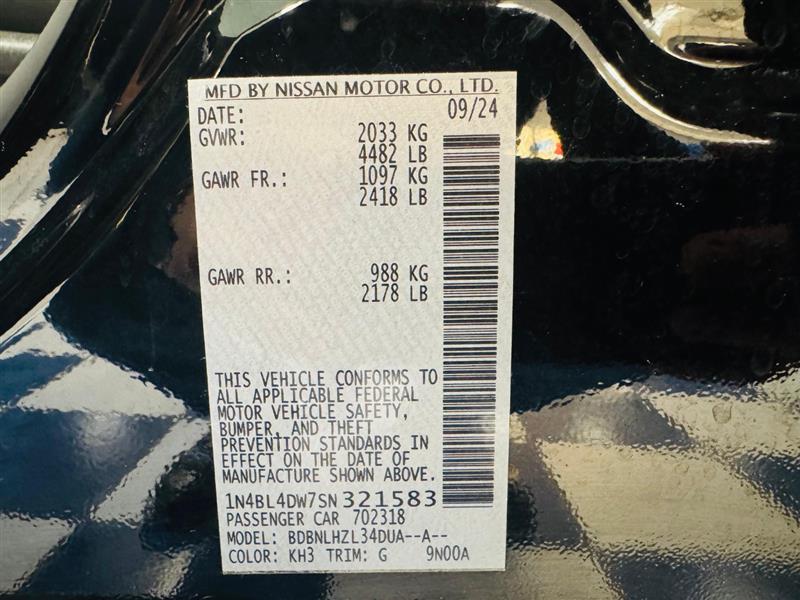 MFD BY NISSAN MOTOR CO., LTD.
DATE: 09/24
GVWR: 2033 KG
4482 LB
GAWR FR.: 1097 KG
2418 LB
GAWR RR.: 988 KG
2178 LB
THIS VEHICLE CONFORMS TO
ALL APPLICABLE FEDERAL
MOTOR VEHICLE SAFETY,
BUMPER, AND THEFT
PREVENTION STANDARDS IN
EFFECT ON THE DATE OF
MANUFACTURE SHOWN ABOVE.
1N4BL4DW7SN321583
PASSENGER CAR 702318
MODEL: BDBNLHZL34DUA--A--
COLOR: KH3 TRIM: G 9N00A